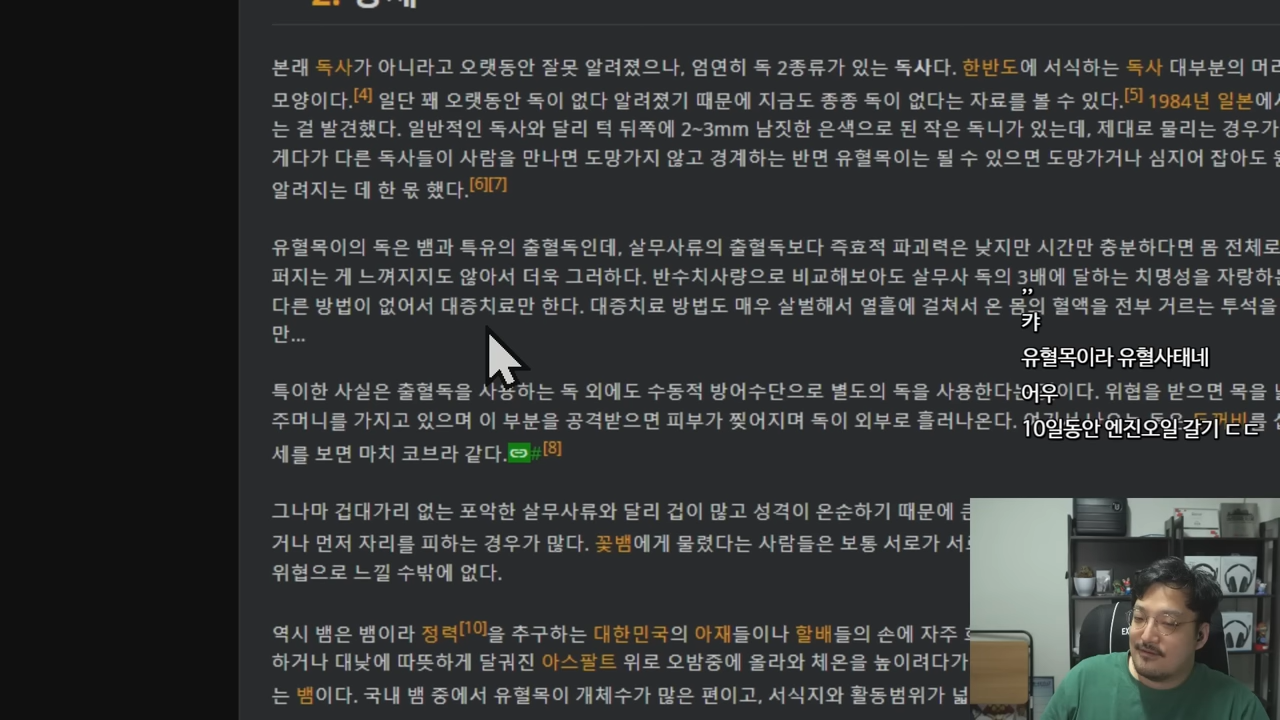 본래 독사가 아니라고 오랫동안 잘못 알려졌으나, 엄연히 독 2종류가 있는 독사다. 한반도에 서식하는 독사 대부분의 머리
모양이다.[4] 일단 꽤 오랫동안 독이 없다 알려졌기 때문에 지금도 종종 독이 없다는 자료를 볼 수 있다.[5] 1984년 일본에서
는 걸 발견했다. 일반적인 독사와 달리 턱 뒤쪽에 2~3mm 남짓한 은색으로 된 작은 독니가 있는데, 제대로 물리는 경우가
게다가 다른 독사들이 사람을 만나면 도망가지 않고 경계하는 반면 유혈목이는 될 수 있으면 도망가거나 심지어 잡아도
알려지는 데 한 몫 했다.[6][7]
유혈목이의 독은 뱀과 특유의 출혈독인데, 살무사류의 출혈독보다 즉효적 파괴력은 낮지만 시간만 충분하다면 몸 전체로
퍼지는 게 느껴지지도 않아서 더욱 그러하다. 반수치사량으로 비교해보아도 살무사 독의 3배에 달하는 치명성을 자랑하는
다른 방법이 없어서 대증치료만 한다. 대증치료 방법도 매우 살벌해서 열흘에 걸쳐서 온 몸의 혈액을 전부 거르는 투석을
만...
캬
유혈목이라 유혈사태네
특이한 사실은 출혈독을 사용하는 독 외에도 수동적 방어수단으로 별도의 독을 사용한다는 이다. 위협을 받으면 목을
어우
주머니를 가지고 있으며 이 부분을 공격받으면 피부가 찢어지며 독이 외부로 흘러나온다.
10일동안 엔진오일 갈기 ㄷㄷ
세를 보면 마치 코브라 같다.#[8]
그나마 겁대가리 없는 포악한 살무사류와 달리 겁이 많고 성격이 온순하기 때문에
거나 먼저 자리를 피하는 경우가 많다. 꽃뱀에게 물렸다는 사람들은 보통 서로가
위협으로 느낄 수밖에 없다.
역시 뱀은 뱀이라 정력[10]을 추구하는 대한민국의 아재들이나 할배들의 손에 자주
하거나 대낮에 따뜻하게 달궈진 아스팔트 위로 오밤중에 올라와 체온을 높이려다가
는 뱀이다. 국내 뱀 중에서 유혈목이 개체수가 많은 편이고, 서식지와 활동범위가